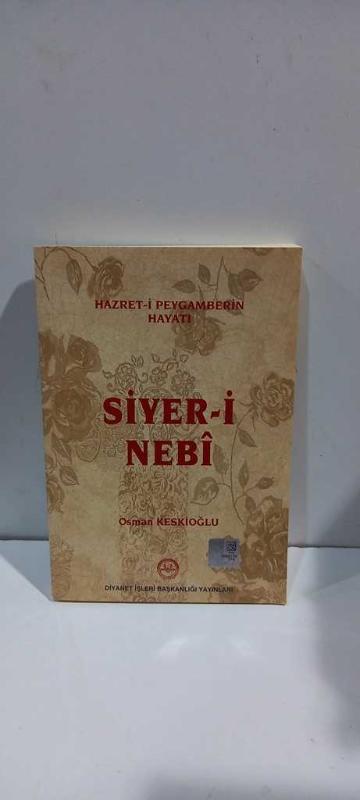 HAZRET-İ PEYGAMBERİN
HAYATI
SİYER-İ
NEBÎ
Osman KESKİOĞLU
DİYANET İŞLERİ BAŞKANLIĞI YAYINLARI